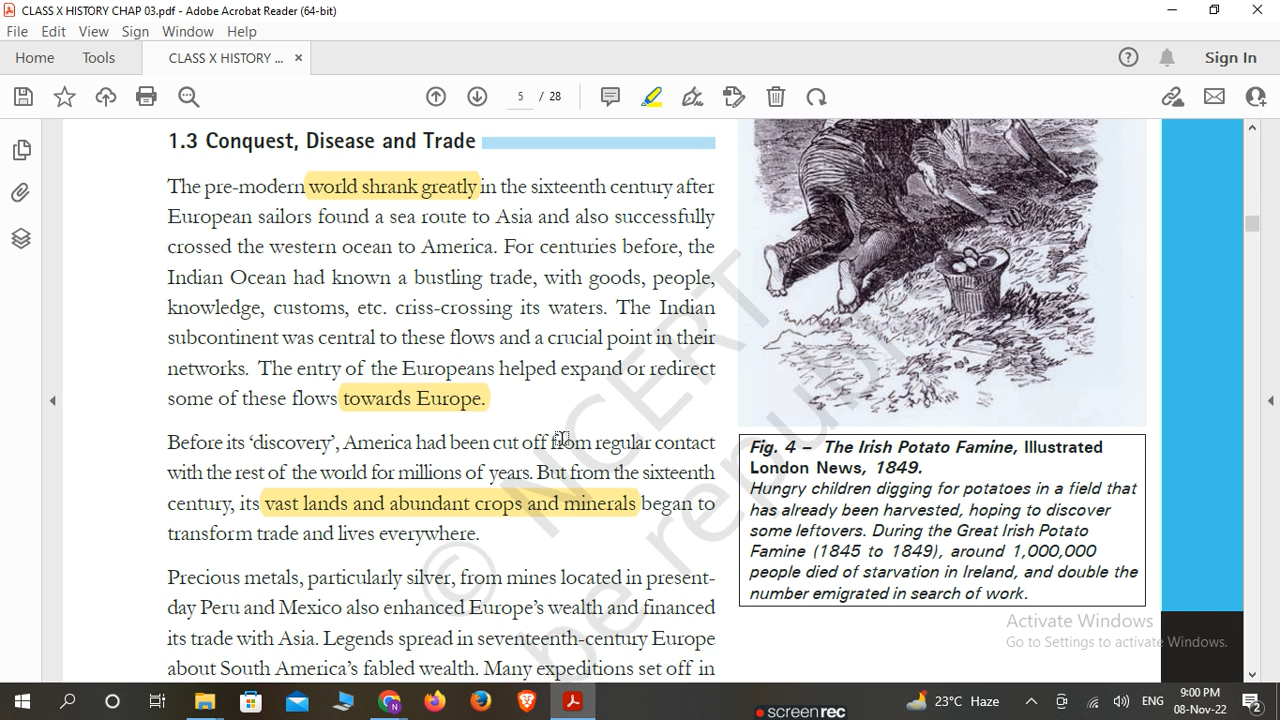 CLASS X HISTORY CHAP 03.pdf - Adobe Acrobat Reader (64-bit)
File Edit View Sign Window Help
Home Tools CLASS X HISTORY ... ×
Sign In
5 / 28
1.3 Conquest, Disease and Trade
The pre-modern world shrank greatly in the sixteenth century after
European sailors found a sea route to Asia and also successfully
crossed the western ocean to America. For centuries before, the
Indian Ocean had known a bustling trade, with goods, people,
knowledge, customs, etc. criss-crossing its waters. The Indian
subcontinent was central to these flows and a crucial point in their
networks. The entry of the Europeans helped expand or redirect
some of these flows towards Europe.
Before its ‘discovery’, America had been cut off from regular contact
with the rest of the world for millions of years. But from the sixteenth
century, its vast lands and abundant crops and minerals began to
transform trade and lives everywhere.
Precious metals, particularly silver, from mines located in present-
day Peru and Mexico also enhanced Europe’s wealth and financed
its trade with Asia. Legends spread in seventeenth-century Europe
about South America’s fabled wealth. Many expeditions set off in
Fig. 4 – The Irish Potato Famine, Illustrated
London News, 1849.
Hungry children digging for potatoes in a field that
has already been harvested, hoping to discover
some leftovers. During the Great Irish Potato
Famine (1845 to 1849), around 1,000,000
people died of starvation in Ireland, and double the
number emigrated in search of work.
© NCERT
be republi
Activate Windows
Go to Settings to activate Windows.
N
23°C Haze
ENG
9:00 PM
08-Nov-22
2
screenrec